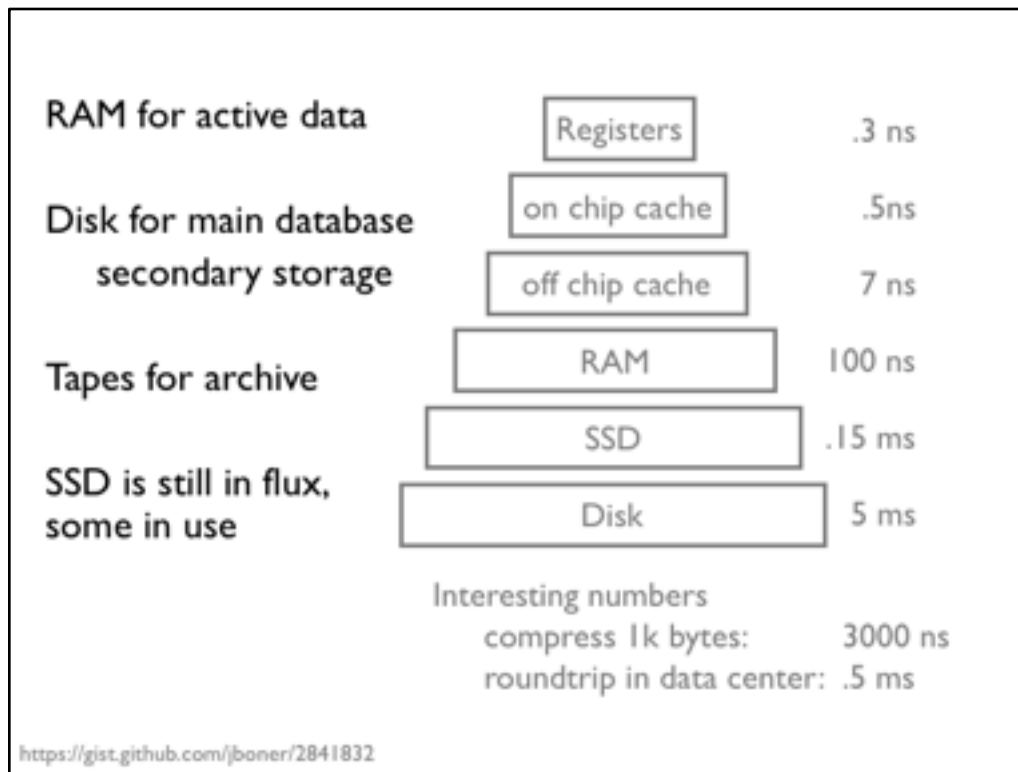 RAM for active data
Disk for main database
secondary storage
Tapes for archive
SSD is still in flux,
some in use
Registers .3 ns
on chip cache .5ns
off chip cache 7 ns
RAM 100 ns
SSD .15 ms
Disk 5 ms
Interesting numbers
compress 1k bytes: 3000 ns
roundtrip in data center: .5 ms
https://gist.github.com/jboner/2841832